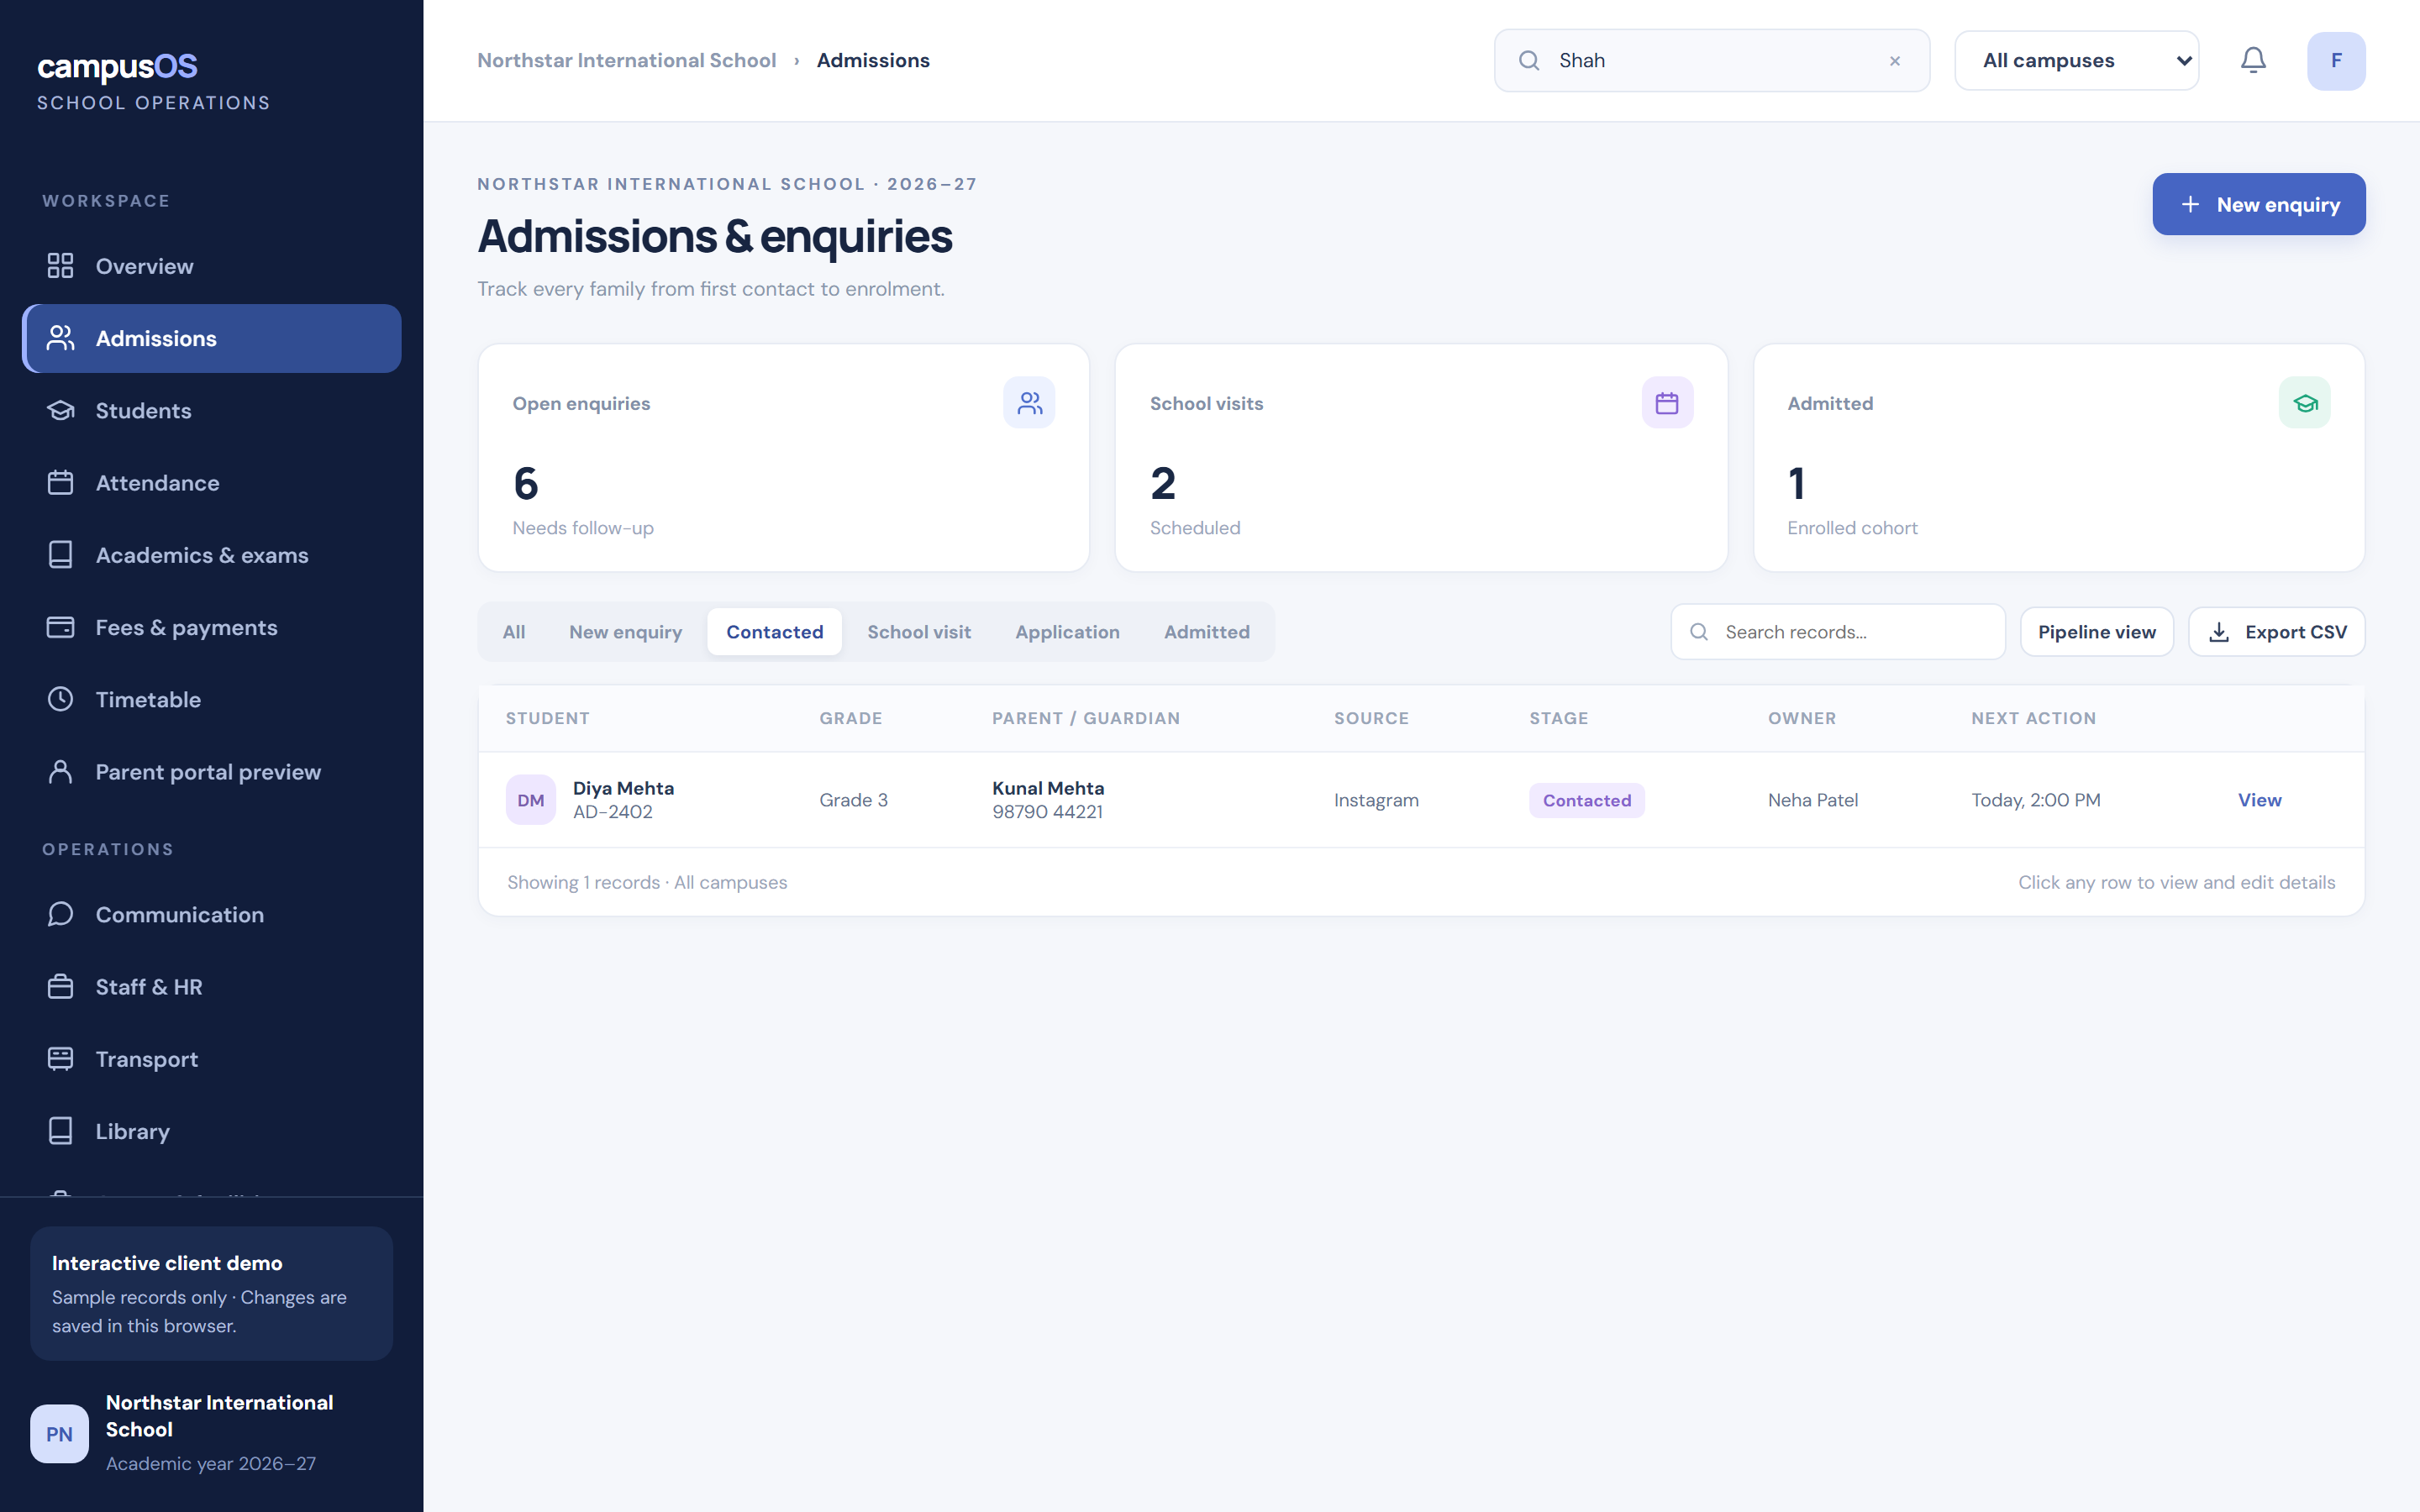 campusOS
SCHOOL OPERATIONS
WORKSPACE
Overview
Admissions
Students
Attendance
Academics & exams
Fees & payments
Timetable
Parent portal preview
OPERATIONS
Communication
Staff & HR
Transport
Library
Interactive client demo
Sample records only · Changes are
saved in this browser.
PN
Northstar International
School
Academic year 2026–27
Northstar International School › Admissions
Shah ×
All campuses
F
NORTHSTAR INTERNATIONAL SCHOOL · 2026–27
Admissions & enquiries
Track every family from first contact to enrolment.
+ New enquiry
Open enquiries
6
Needs follow-up
School visits
2
Scheduled
Admitted
1
Enrolled cohort
All New enquiry Contacted School visit Application Admitted
Search records... Pipeline view Export CSV
STUDENT GRADE PARENT / GUARDIAN SOURCE STAGE OWNER NEXT ACTION
DM Diya Mehta AD-2402 Grade 3 Kunal Mehta 98790 44221 Instagram Contacted Neha Patel Today, 2:00 PM View
Showing 1 records · All campuses Click any row to view and edit details